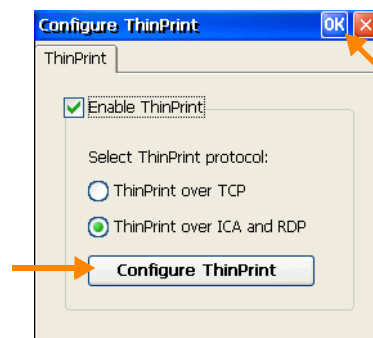 Configure ThinPrint OK
ThinPrint
Enable ThinPrint
Select ThinPrint protocol:
ThinPrint over TCP
ThinPrint over ICA and RDP
Configure ThinPrint